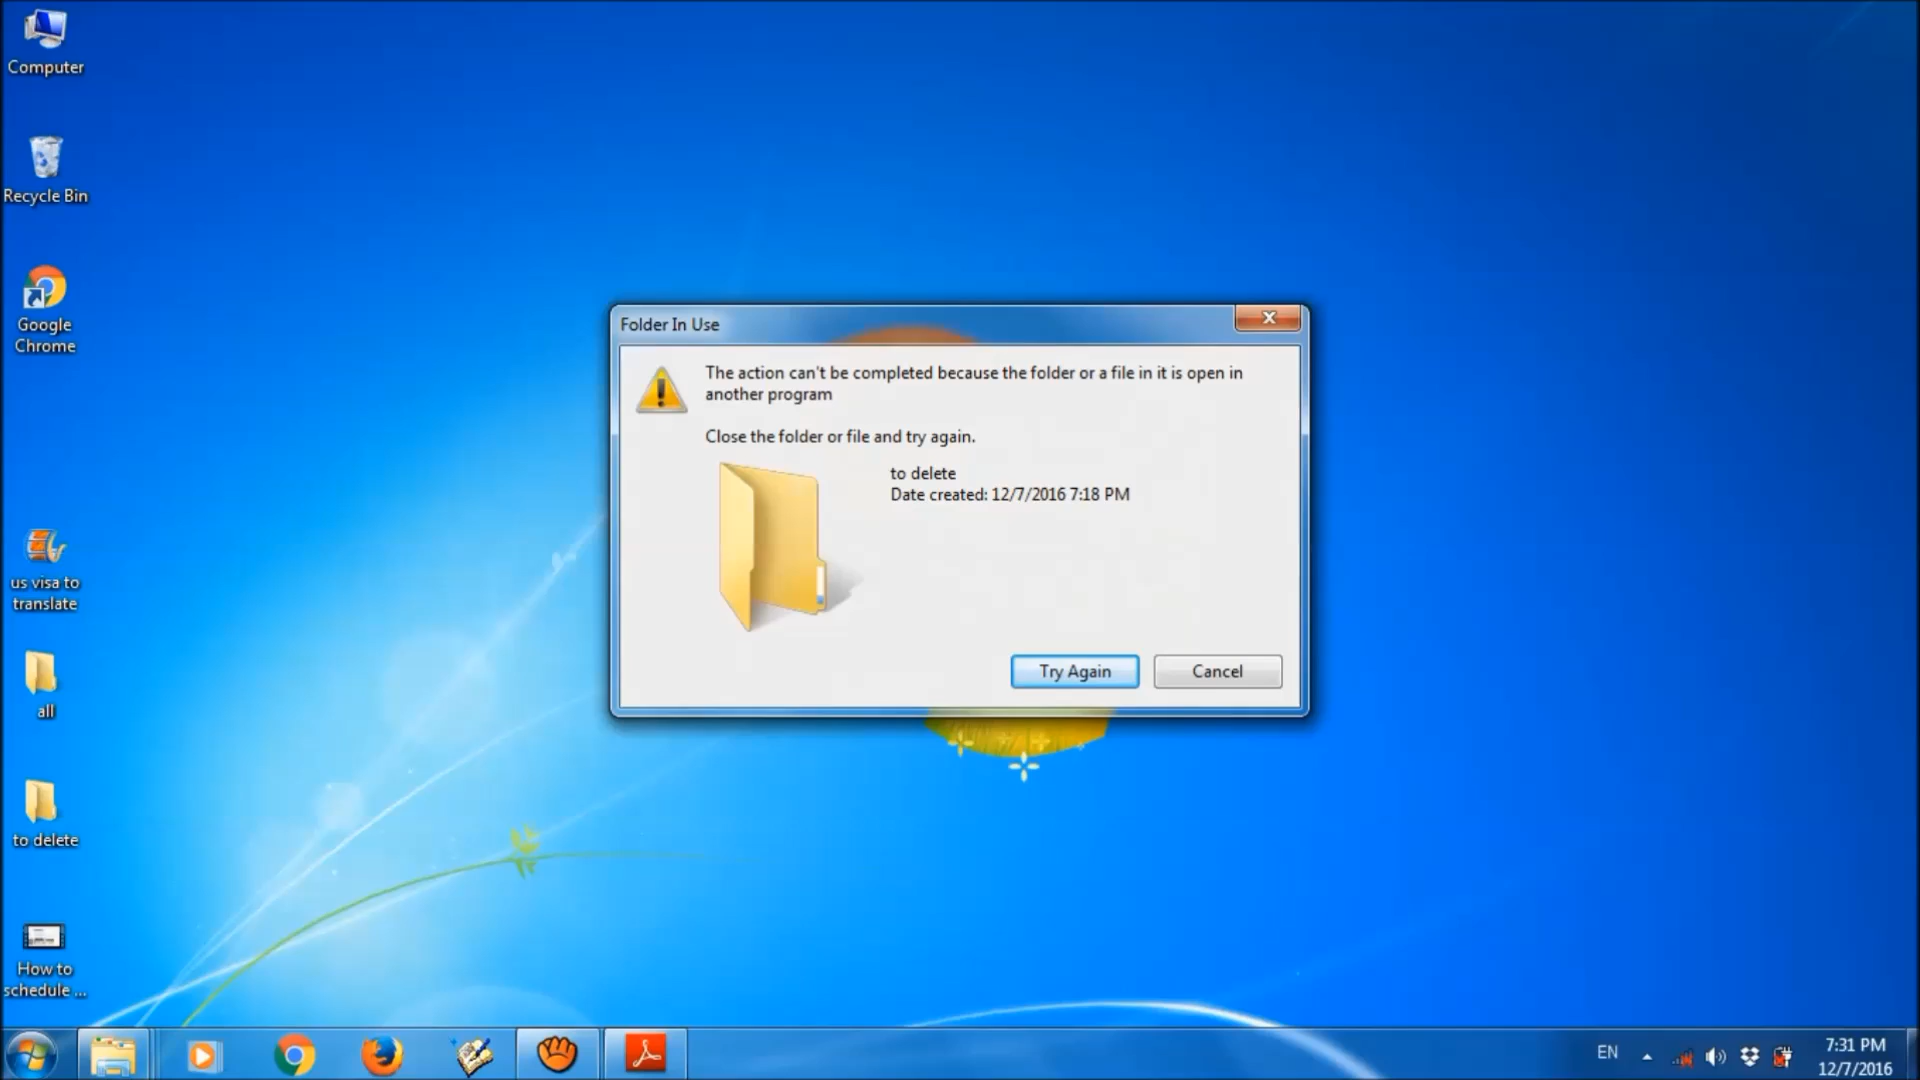 Computer
Recycle Bin
Google
Chrome
us visa to
translate
all
to delete
How to
schedule ...
Folder In Use
The action can't be completed because the folder or a file in it is open in
another program
Close the folder or file and try again.
to delete
Date created: 12/7/2016 7:18 PM
Try Again
Cancel
EN
7:31 PM
12/7/2016